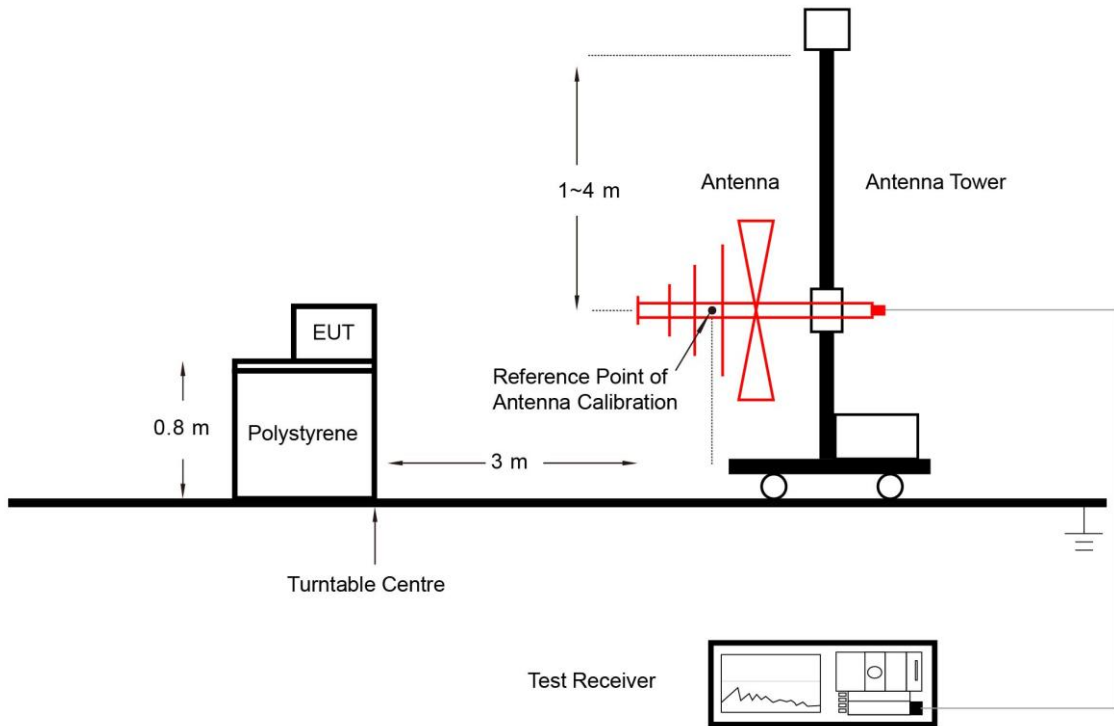 1~4 m
Antenna
Antenna Tower
EUT
Reference Point of
Antenna Calibration
0.8 m
Polystyrene
3 m
Turntable Centre
Test Receiver